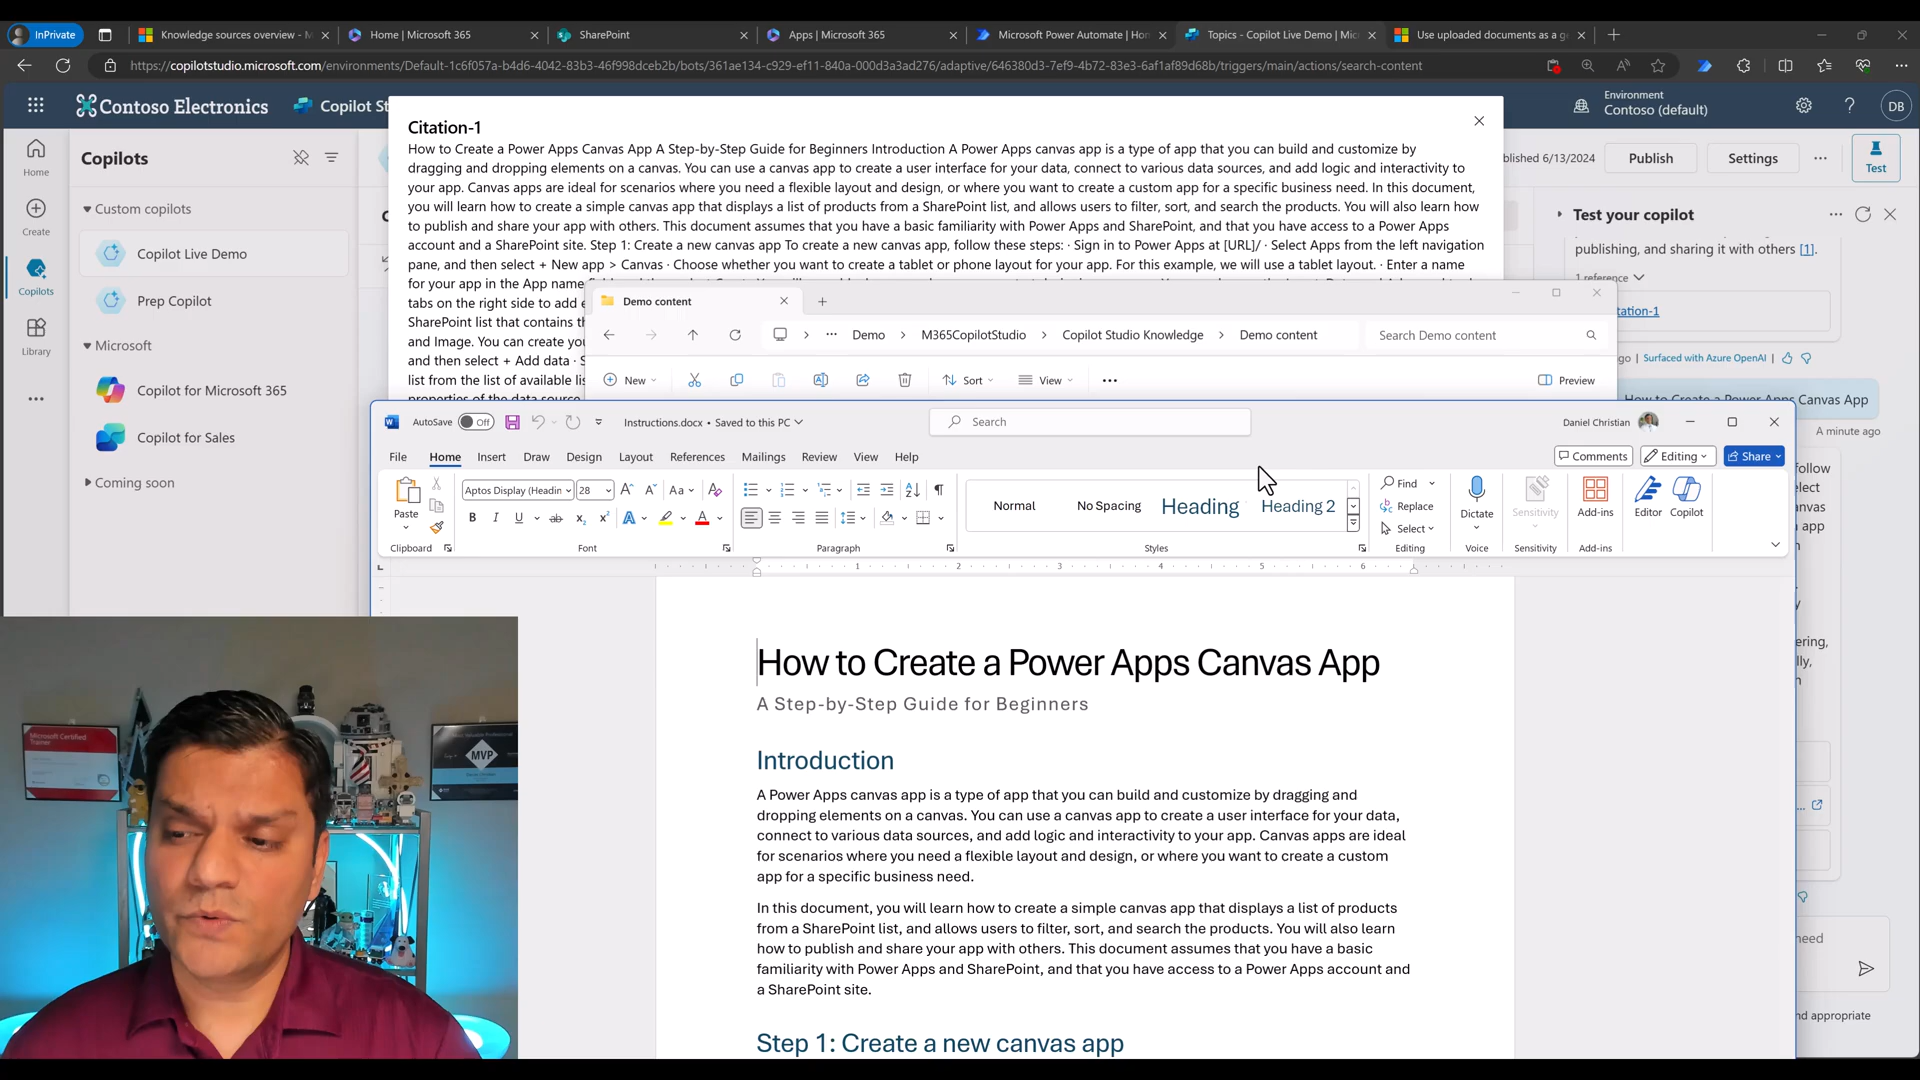 InPrivate
Knowledge sources overview - M
Home | Microsoft 365
SharePoint
Apps | Microsoft 365
Microsoft Power Automate | Hom
Topics - Copilot Live Demo | Mic
Use uploaded documents as a ge
https://copilotstudio.microsoft.com/environments/Default-1c6f057a-b4d6-4042-83b3-46f998dceb2b/bots/361ae134-c929-ef11-840a-000d3a3ad276/adaptive/646380d3-7ef9-4b72-83e3-6af1af89d68b/triggers/main/actions/search-content
Contoso Electronics
Copilot St
Environment
Contoso (default)
DB
Home
Create
Copilots
Library
Copilots
Custom copilots
Copilot Live Demo
Prep Copilot
Microsoft
Copilot for Microsoft 365
Copilot for Sales
Coming soon
blished 6/13/2024
Publish
Settings
Test
Citation-1
How to Create a Power Apps Canvas App A Step-by-Step Guide for Beginners Introduction A Power Apps canvas app is a type of app that you can build and customize by
dragging and dropping elements on a canvas. You can use a canvas app to create a user interface for your data, connect to various data sources, and add logic and interactivity to
your app. Canvas apps are ideal for scenarios where you need a flexible layout and design, or where you want to create a custom app for a specific business need. In this document,
you will learn how to create a simple canvas app that displays a list of products from a SharePoint list, and allows users to filter, sort, and search the products. You will also learn how
to publish and share your app with others. This document assumes that you have a basic familiarity with Power Apps and SharePoint, and that you have access to a Power Apps
account and a SharePoint site. Step 1: Create a new canvas app To create a new canvas app, follow these steps: · Sign in to Power Apps at [URL]/ · Select Apps from the left navigation
pane, and then select + New app > Canvas · Choose whether you want to create a tablet or phone layout for your app. For this example, we will use a tablet layout. · Enter a name
for your app in the App name
tabs on the right side to add e
SharePoint list that contains th
and Image. You can create you
and then select + Add data · S
list from the list of available lis
properties of the data source
Test your copilot
publishing, and sharing it with others [1].
1 reference
tation-1
go | Surfaced with Azure OpenAI |
How to Create a Power Apps Canvas App
A minute ago
follow
elect
anvas
app
ering,
lly,
need
nd appropriate
Demo content
Demo > M365CopilotStudio > Copilot Studio Knowledge > Demo content
Search Demo content
New
Sort
View
Preview
AutoSave Off
Instructions.docx • Saved to this PC
Search
Daniel Christian
File Home Insert Draw Design Layout References Mailings Review View Help
Comments
Editing
Share
Paste
Clipboard
Aptos Display (Headin
28
Font
Paragraph
Normal
No Spacing
Heading
Heading 2
Styles
Find
Replace
Select
Editing
Dictate
Voice
Sensitivity
Sensitivity
Add-ins
Add-ins
Editor
Copilot
1 2 3 4 5 6
How to Create a Power Apps Canvas App
A Step-by-Step Guide for Beginners
Introduction
A Power Apps canvas app is a type of app that you can build and customize by dragging and
dropping elements on a canvas. You can use a canvas app to create a user interface for your data,
connect to various data sources, and add logic and interactivity to your app. Canvas apps are ideal
for scenarios where you need a flexible layout and design, or where you want to create a custom
app for a specific business need.
In this document, you will learn how to create a simple canvas app that displays a list of products
from a SharePoint list, and allows users to filter, sort, and search the products. You will also learn
how to publish and share your app with others. This document assumes that you have a basic
familiarity with Power Apps and SharePoint, and that you have access to a Power Apps account and
a SharePoint site.
Step 1: Create a new canvas app
Microsoft Certified
Trainer
MVP